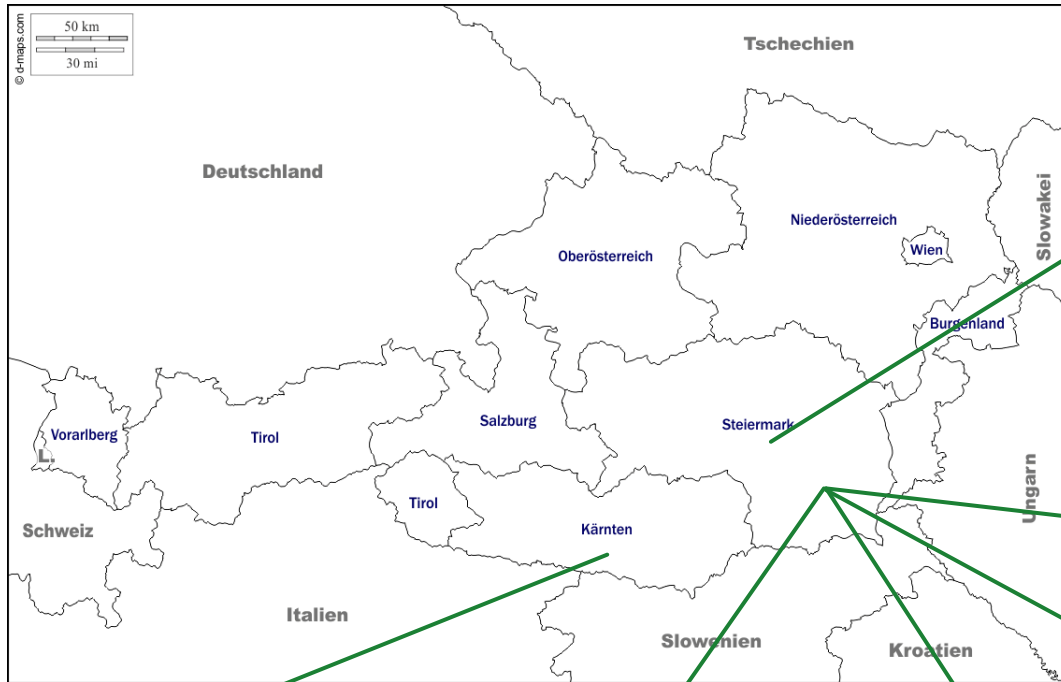 50 km
30 mi
© d-maps.com
Tschechien
Deutschland
Slowakei
Niederösterreich
Wien
Oberösterreich
Burgenland
Vorarlberg
L.
Tirol
Salzburg
Steiermark
Tirol
Kärnten
Ungarn
Schweiz
Italien
Slowenien
Kroatien